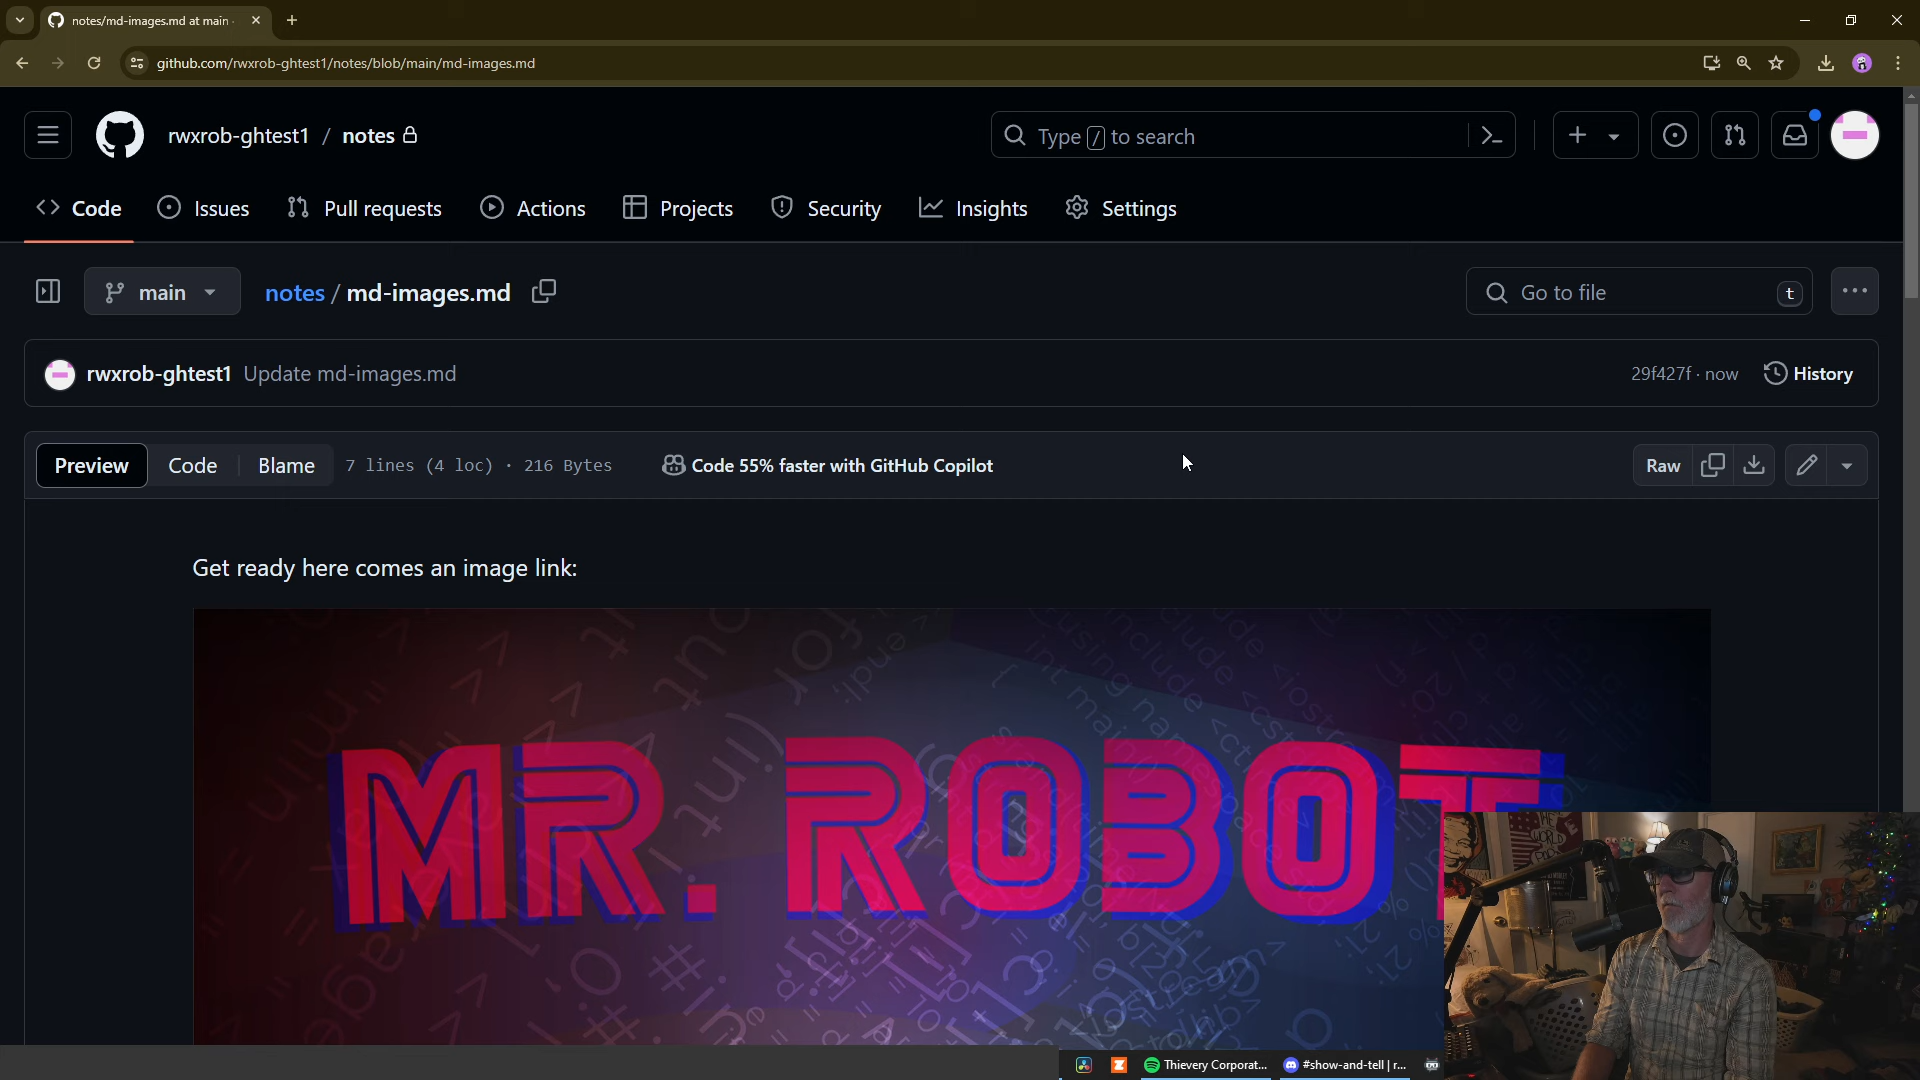 notes/md-images.md at main
github.com/rwxrob-ghtest1/notes/blob/main/md-images.md
rwxrob-ghtest1 / notes
Type / to search
Code
Issues
Pull requests
Actions
Projects
Security
Insights
Settings
main
notes / md-images.md
Go to file
t
rwxrob-ghtest1 Update md-images.md
29f427f · now
History
Preview
Code
Blame
7 lines (4 loc) · 216 Bytes
Code 55% faster with GitHub Copilot
Raw
Get ready here comes an image link:
MR. ROBOT
Thievery Corporat...
#show-and-tell | r...